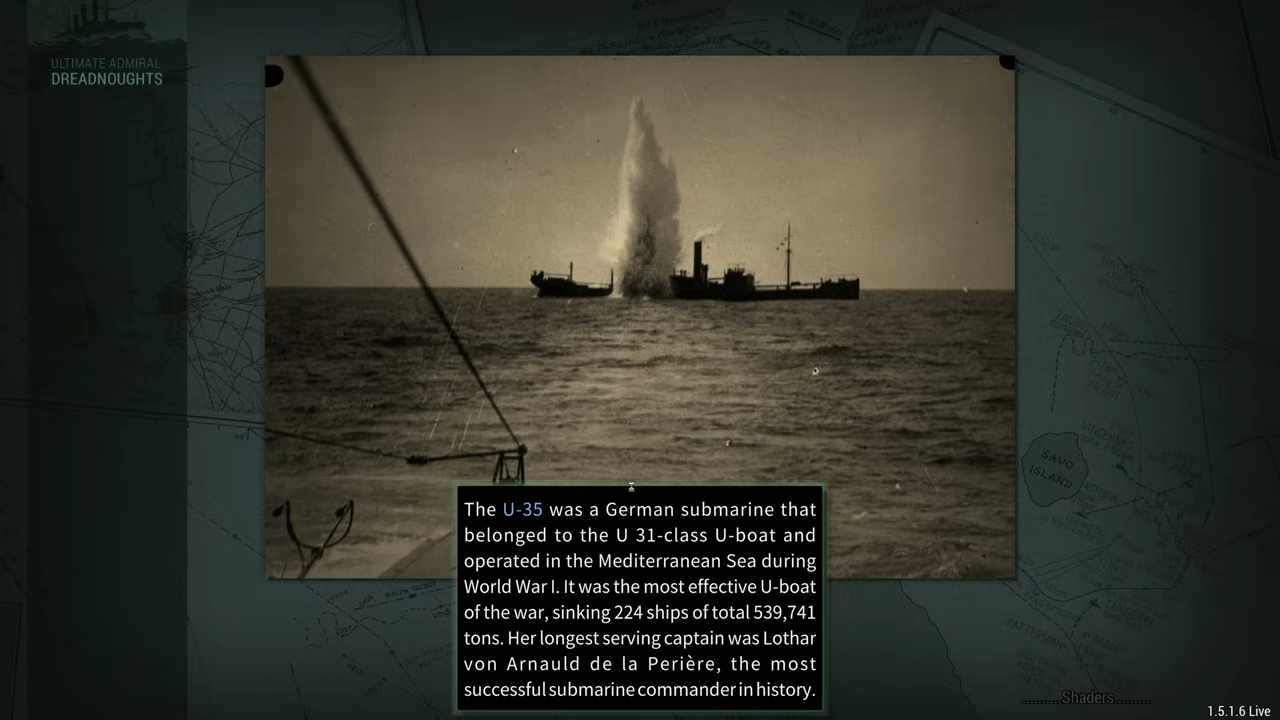 ULTIMATE ADMIRAL
DREADNOUGHTS
SAVO
ISLAND
The U-35 was a German submarine that
belonged to the U 31-class U-boat and
operated in the Mediterranean Sea during
World War I. It was the most effective U-boat
of the war, sinking 224 ships of total 539,741
tons. Her longest serving captain was Lothar
von Arnauld de la Perière, the most
successful submarine commander in history.
..........Shaders..........
1.5.1.6 Live